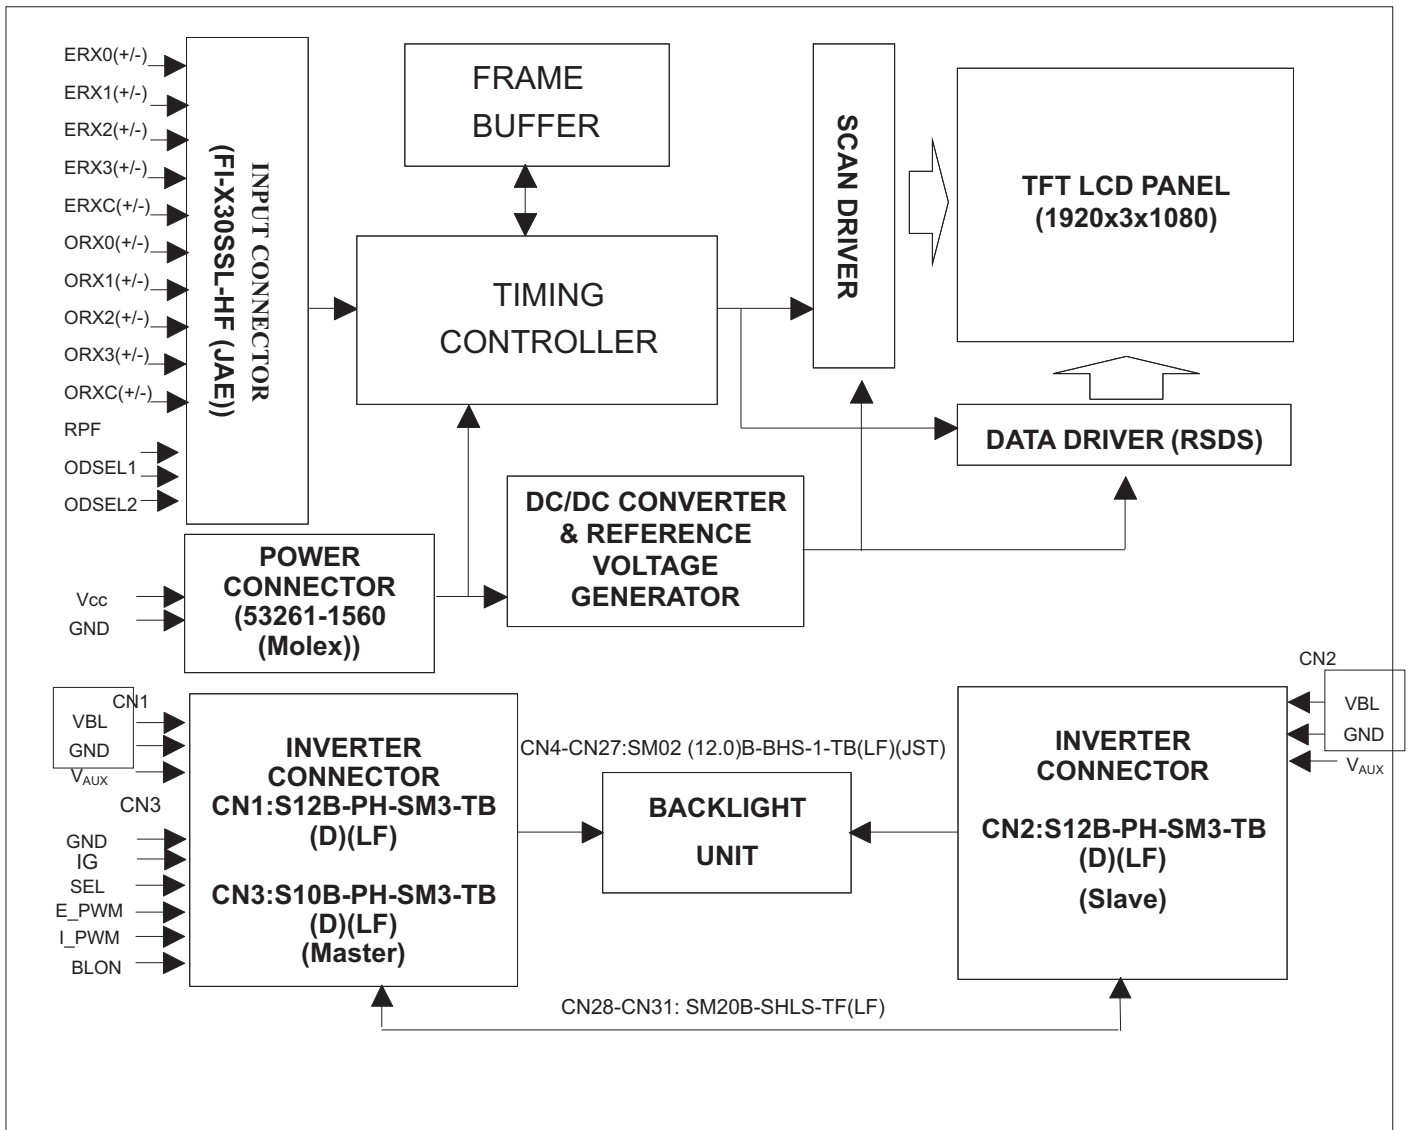 ERX0(+/-)
ERX1(+/-)
ERX2(+/-)
ERX3(+/-)
ERXC(+/-)
ORX0(+/-)
ORX1(+/-)
ORX2(+/-)
ORX3(+/-)
ORXC(+/-)
RPF
ODSEL1
ODSEL2
INPUT CONNECTOR
(FI-X30SSL-HF (JAE))
FRAME
BUFFER
TIMING
CONTROLLER
SCAN DRIVER
TFT LCD PANEL
(1920x3x1080)
DATA DRIVER (RSDS)
DC/DC CONVERTER
& REFERENCE
VOLTAGE
GENERATOR
Vcc
GND
POWER
CONNECTOR
(53261-1560
(Molex))
CN1
VBL
GND
VAUX
CN3
GND
IG
SEL
E_PWM
I_PWM
BLON
INVERTER
CONNECTOR
CN1:S12B-PH-SM3-TB
(D)(LF)
CN3:S10B-PH-SM3-TB
(D)(LF)
(Master)
CN4-CN27:SM02 (12.0)B-BHS-1-TB(LF)(JST)
BACKLIGHT
UNIT
INVERTER
CONNECTOR
CN2:S12B-PH-SM3-TB
(D)(LF)
(Slave)
CN2
VBL
GND
VAUX
CN28-CN31: SM20B-SHLS-TF(LF)